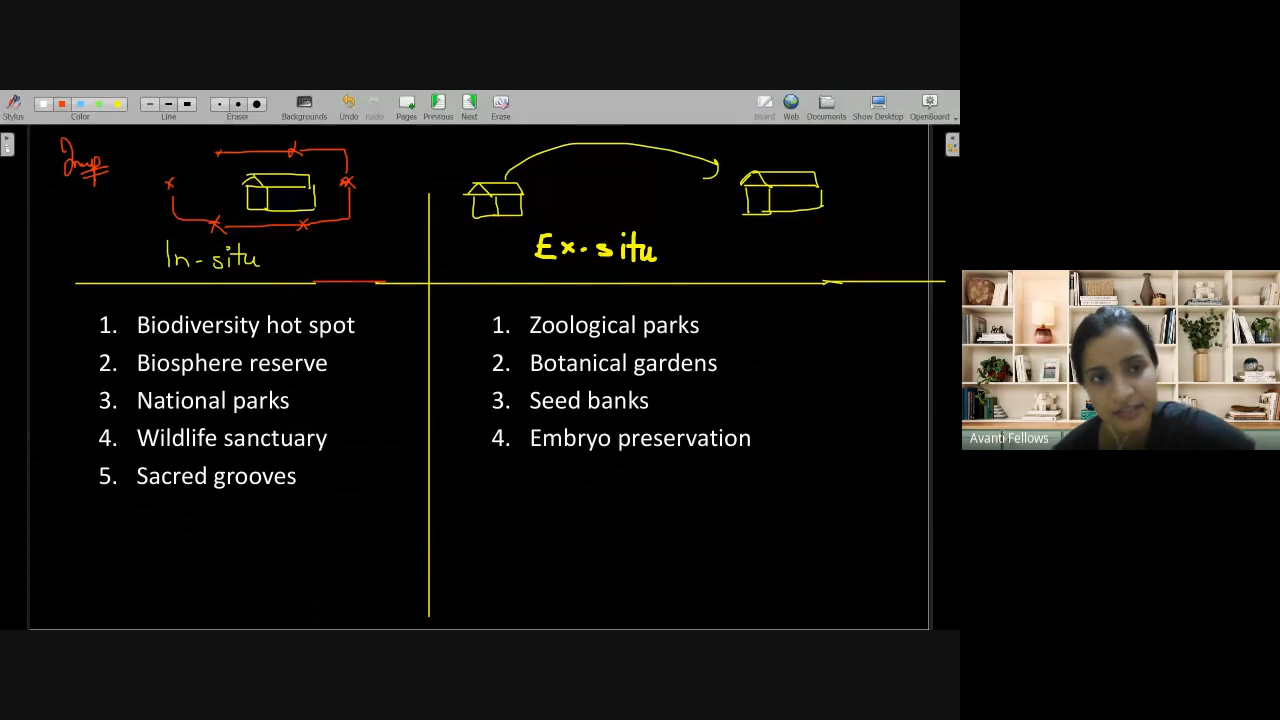 Stylus
Color
Line
Eraser
Backgrounds
Undo
Redo
Pages
Previous
Next
Erase
Board
Web
Documents
Show Desktop
OpenBoard
Imp
In-situ
Ex-situ
1. Biodiversity hot spot
2. Biosphere reserve
3. National parks
4. Wildlife sanctuary
5. Sacred grooves
1. Zoological parks
2. Botanical gardens
3. Seed banks
4. Embryo preservation
Avanti Fellows